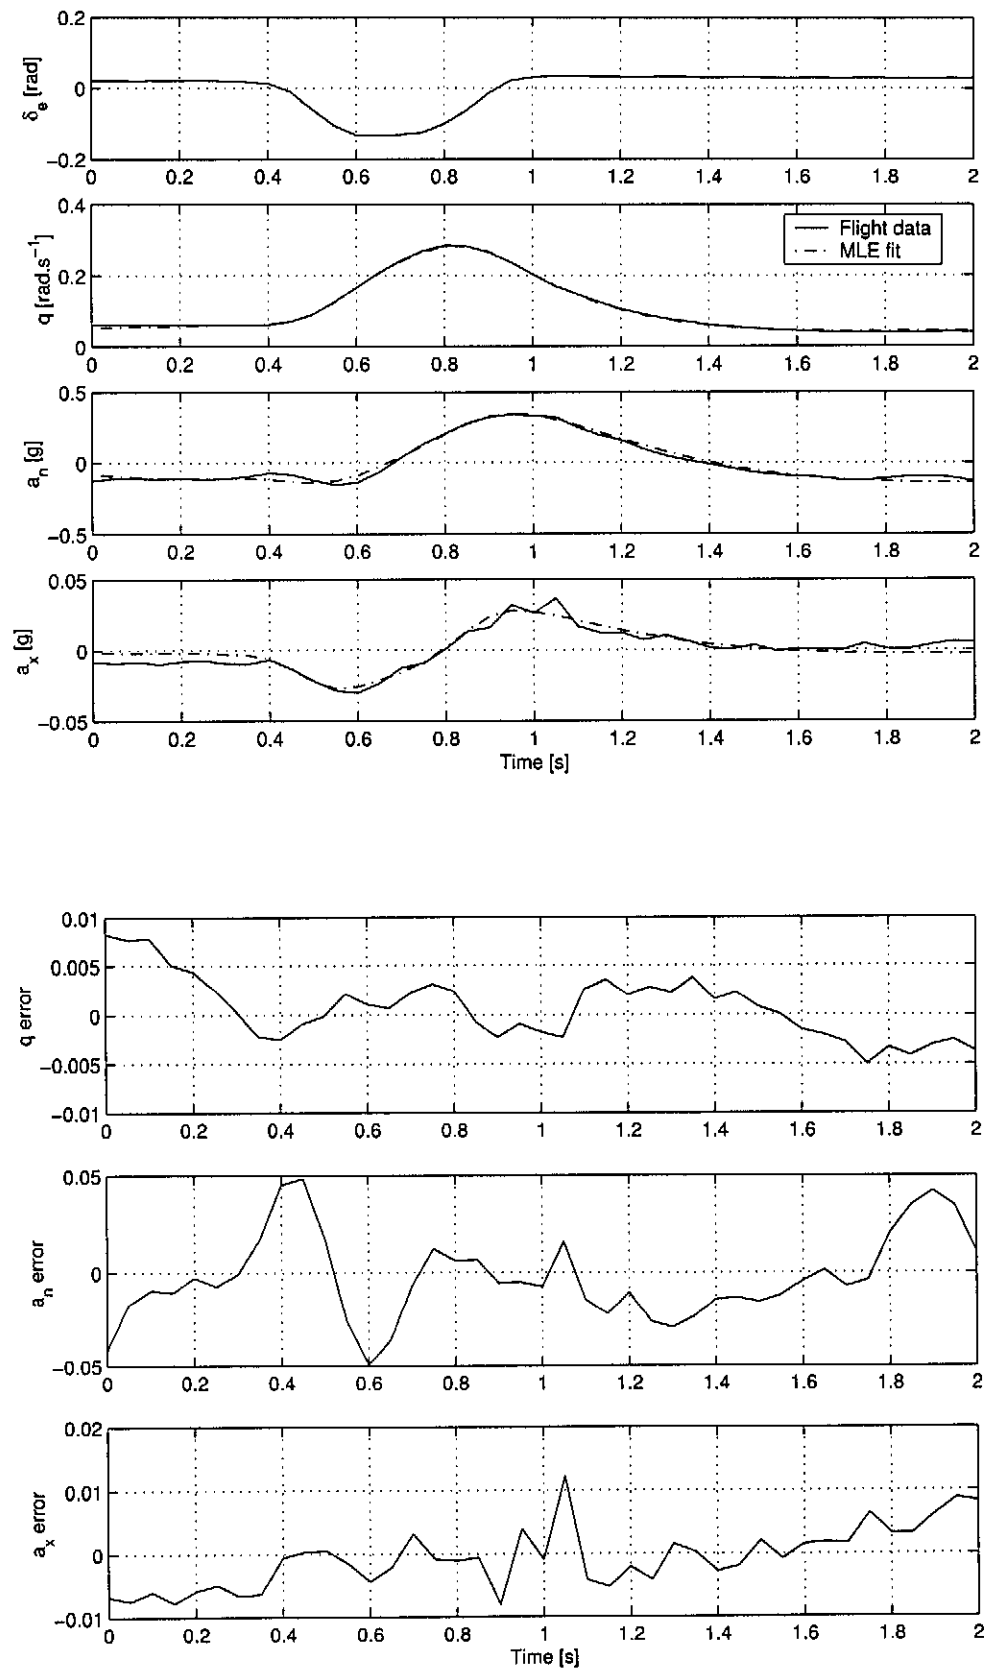 0.2
0
−0.2
δe [rad]
0 0.2 0.4 0.6 0.8 1 1.2 1.4 1.6 1.8 2
0.4
0.2
0
q [rad.s−1]
Flight data
MLE fit
0 0.2 0.4 0.6 0.8 1 1.2 1.4 1.6 1.8 2
0.5
0
−0.5
an [g]
0 0.2 0.4 0.6 0.8 1 1.2 1.4 1.6 1.8 2
0.05
0
−0.05
ax [g]
0 0.2 0.4 0.6 0.8 1 1.2 1.4 1.6 1.8 2
Time [s]
0.01
0.005
0
−0.005
−0.01
q error
0 0.2 0.4 0.6 0.8 1 1.2 1.4 1.6 1.8 2
0.05
0
−0.05
an error
0 0.2 0.4 0.6 0.8 1 1.2 1.4 1.6 1.8 2
0.02
0.01
0
−0.01
ax error
0 0.2 0.4 0.6 0.8 1 1.2 1.4 1.6 1.8 2
Time [s]